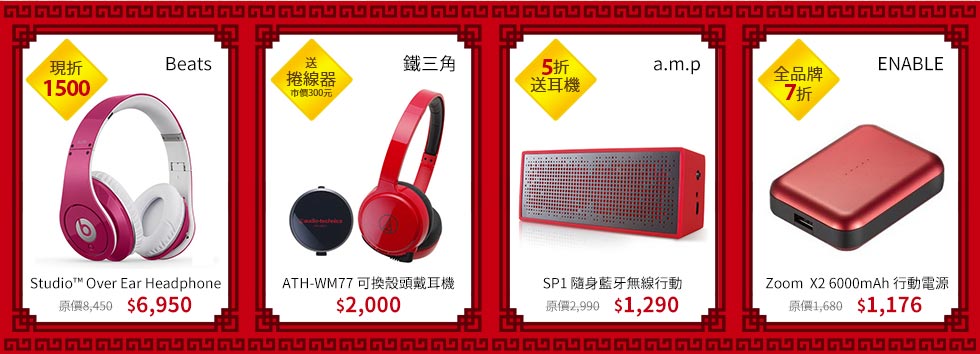 現折
1500
Beats
Studio™ Over Ear Headphone
原價8,450 $6,950
送
捲線器
市價300元
鐵三角
audio-technica
ATH-WM77 可換殼頭戴耳機
$2,000
5折
送耳機
a.m.p
SP1 隨身藍牙無線行動
原價2,990 $1,290
全品牌
7折
ENABLE
Zoom X2 6000mAh 行動電源
原價1,680 $1,176